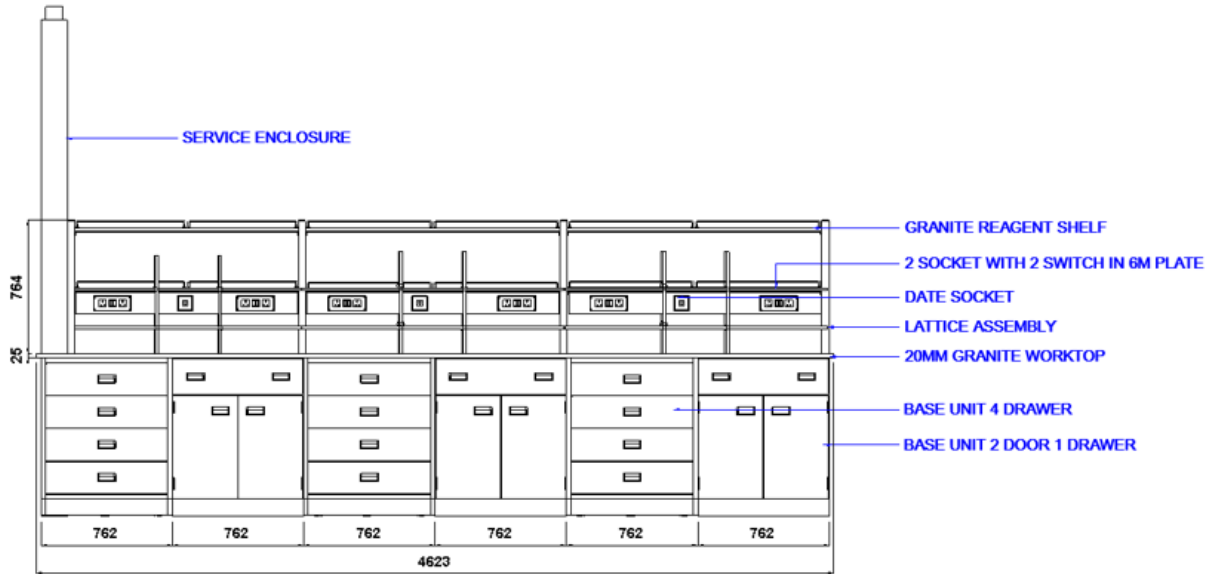 SERVICE ENCLOSURE
GRANITE REAGENT SHELF
2 SOCKET WITH 2 SWITCH IN 6M PLATE
DATE SOCKET
LATTICE ASSEMBLY
20MM GRANITE WORKTOP
BASE UNIT 4 DRAWER
BASE UNIT 2 DOOR 1 DRAWER
764
25
762 762 762 762 762 762
4623